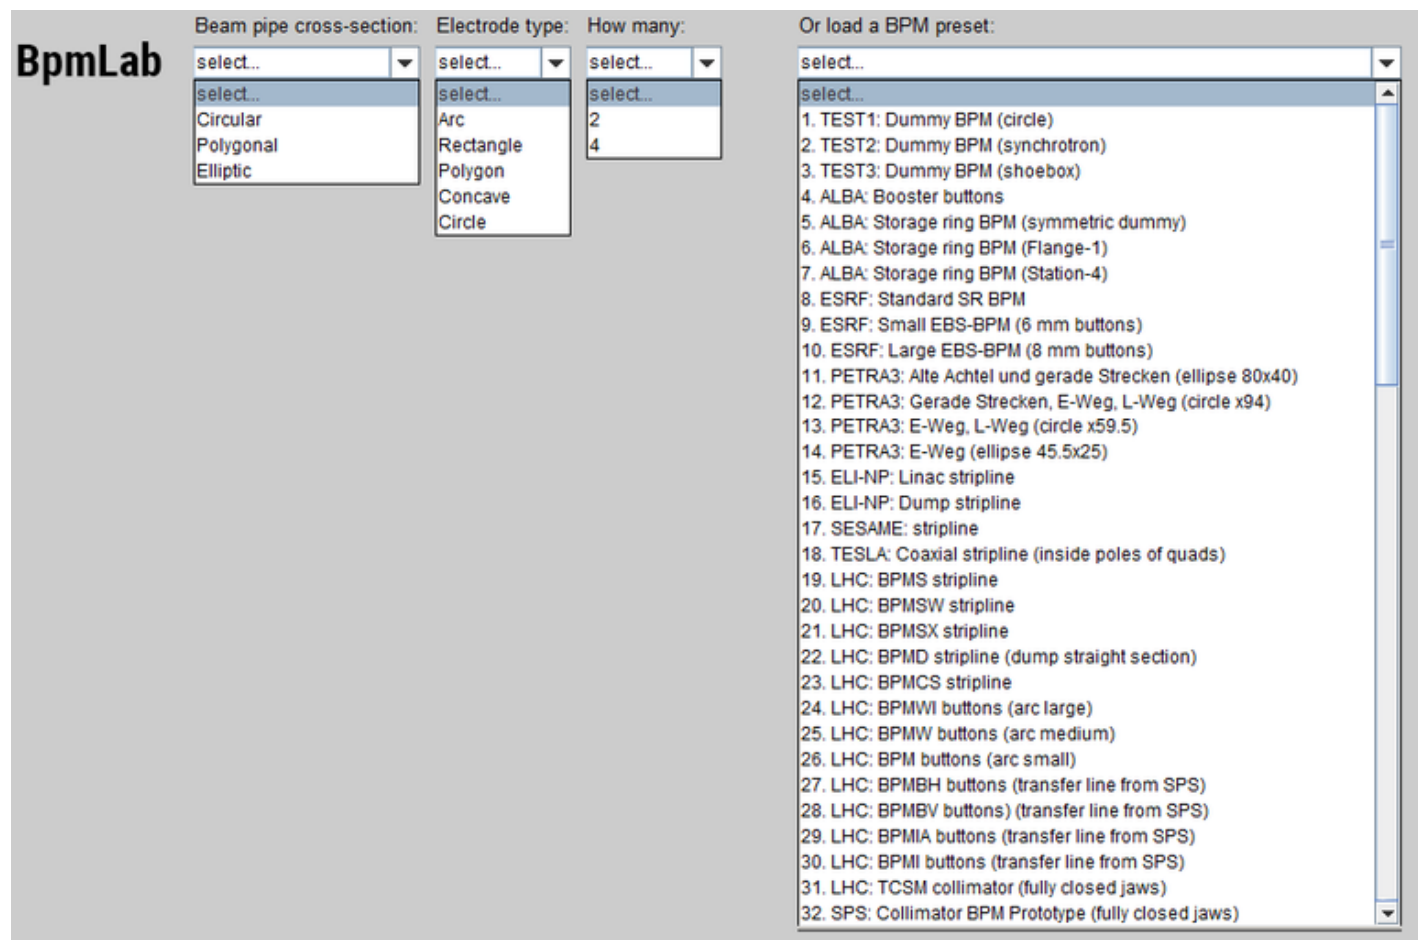 BpmLab
Beam pipe cross-section:
select...
select...
Circular
Polygonal
Elliptic
Electrode type:
select...
select...
Arc
Rectangle
Polygon
Concave
Circle
How many:
select...
select...
2
4
Or load a BPM preset:
select...
select...
1. TEST1: Dummy BPM (circle)
2. TEST2: Dummy BPM (synchrotron)
3. TEST3: Dummy BPM (shoebox)
4. ALBA: Booster buttons
5. ALBA: Storage ring BPM (symmetric dummy)
6. ALBA: Storage ring BPM (Flange-1)
7. ALBA: Storage ring BPM (Station-4)
8. ESRF: Standard SR BPM
9. ESRF: Small EBS-BPM (6 mm buttons)
10. ESRF: Large EBS-BPM (8 mm buttons)
11. PETRA3: Alte Achtel und gerade Strecken (ellipse 80x40)
12. PETRA3: Gerade Strecken, E-Weg, L-Weg (circle x94)
13. PETRA3: E-Weg, L-Weg (circle x59.5)
14. PETRA3: E-Weg (ellipse 45.5x25)
15. ELI-NP: Linac stripline
16. ELI-NP: Dump stripline
17. SESAME: stripline
18. TESLA: Coaxial stripline (inside poles of quads)
19. LHC: BPMS stripline
20. LHC: BPMSW stripline
21. LHC: BPMSX stripline
22. LHC: BPMD stripline (dump straight section)
23. LHC: BPMCS stripline
24. LHC: BPMWI buttons (arc large)
25. LHC: BPMW buttons (arc medium)
26. LHC: BPM buttons (arc small)
27. LHC: BPMBH buttons (transfer line from SPS)
28. LHC: BPMBV buttons) (transfer line from SPS)
29. LHC: BPMIA buttons (transfer line from SPS)
30. LHC: BPMI buttons (transfer line from SPS)
31. LHC: TCSM collimator (fully closed jaws)
32. SPS: Collimator BPM Prototype (fully closed jaws)